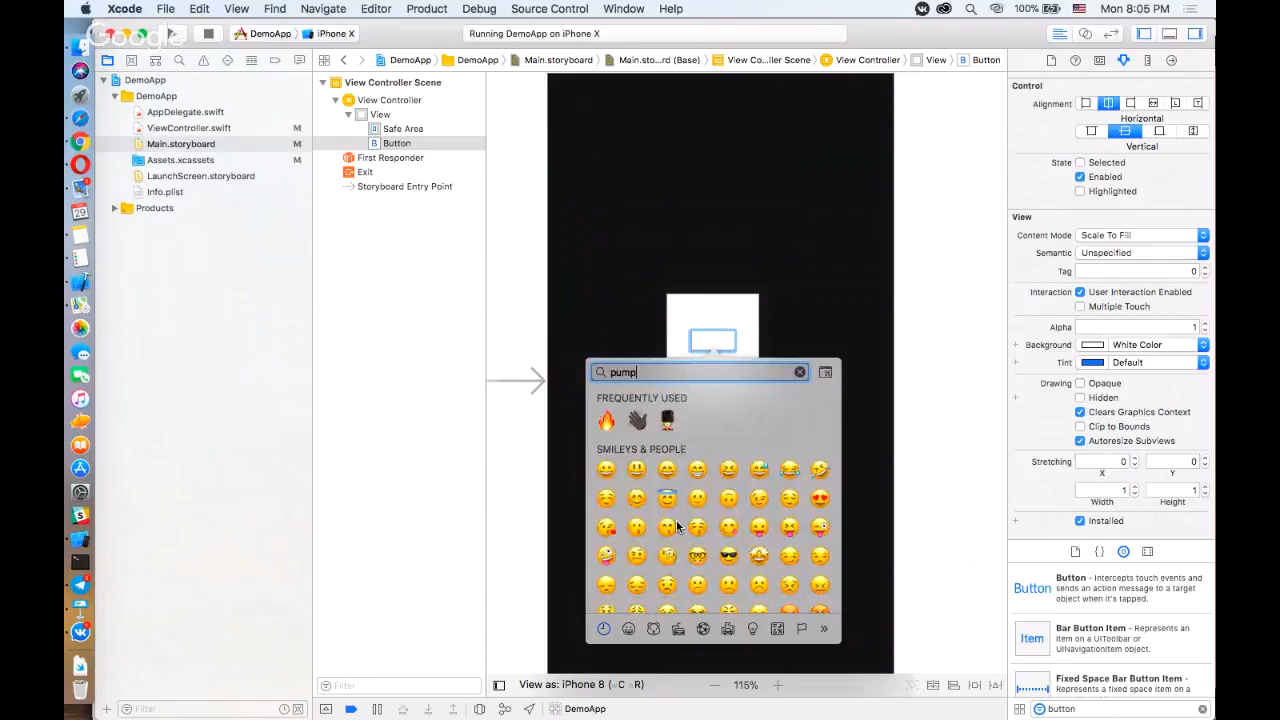 Xcode File Edit View Find Navigate Editor Product Debug Source Control Window Help 100% Mon 8:05 PM
Google
DemoApp iPhone X Running DemoApp on iPhone X
DemoApp DemoApp Main.storyboard Main.sto...rd (Base) View Co...ller Scene View Controller View Button
DemoApp
DemoApp
AppDelegate.swift
ViewController.swift M
Main.storyboard M
Assets.xcassets M
LaunchScreen.storyboard
Info.plist
Products
View Controller Scene
View Controller
View
Safe Area
Button
First Responder
Exit
Storyboard Entry Point
pump
FREQUENTLY USED
SMILEYS & PEOPLE
Control
Alignment
Horizontal
Vertical
State Selected
Enabled
Highlighted
View
Content Mode Scale To Fill
Semantic Unspecified
Tag 0
Interaction User Interaction Enabled
Multiple Touch
Alpha 1
Background White Color
Tint Default
Drawing Opaque
Hidden
Clears Graphics Context
Clip to Bounds
Autoresize Subviews
Stretching 0 0
X Y
1 1
Width Height
Installed
Button
Button - Intercepts touch events and
sends an action message to a target
object when it's tapped.
Item
Bar Button Item - Represents an
item on a UIToolbar or
UINavigationItem object.
Fixed Space Bar Button Item -
Represents a fixed space item on a
Filter
Filter
View as: iPhone 8 (wC hR) 115%
DemoApp
button